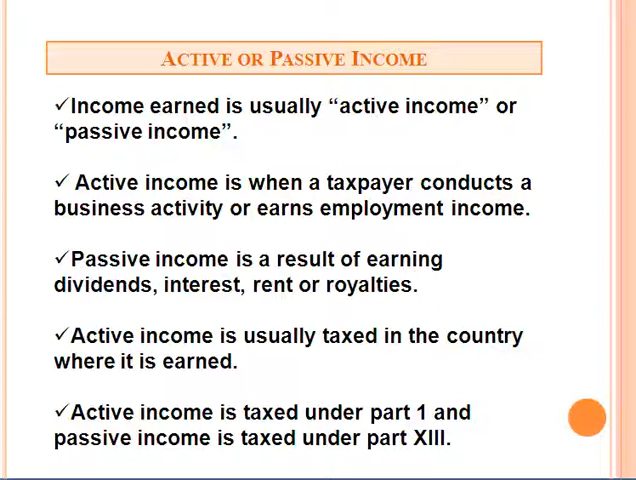 ACTIVE OR PASSIVE INCOME
✓Income earned is usually “active income” or
“passive income”.
✓ Active income is when a taxpayer conducts a
business activity or earns employment income.
✓Passive income is a result of earning
dividends, interest, rent or royalties.
✓Active income is usually taxed in the country
where it is earned.
✓Active income is taxed under part 1 and
passive income is taxed under part XIII.